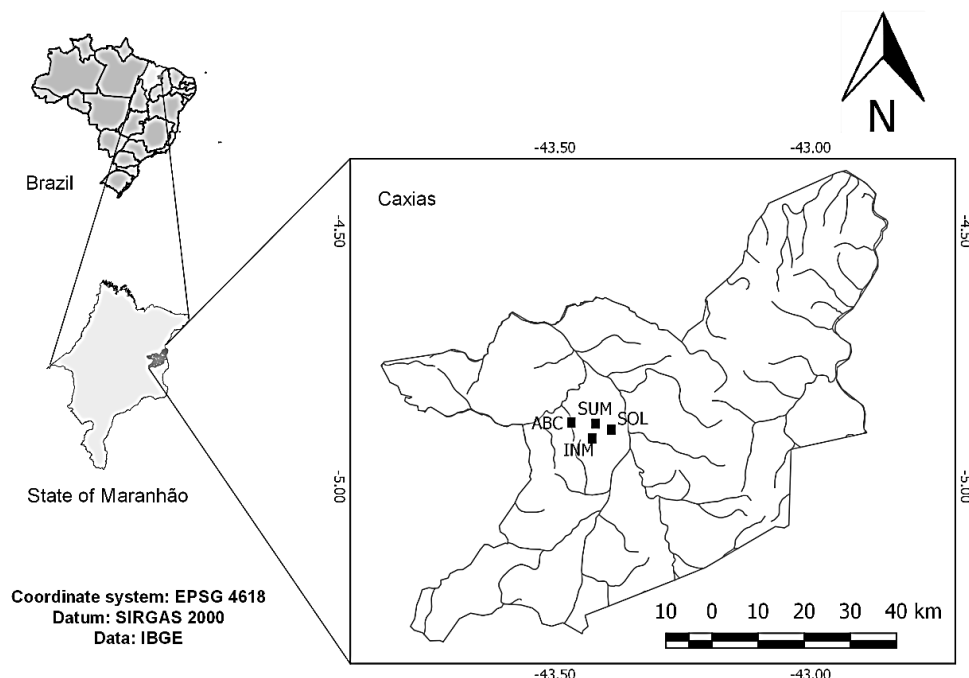 N
-43.50
-43.00
Brazil
Caxias
-4.50
-4.50
SUM
ABC
SOL
INM
State of Maranhão
-5.00
-5.00
Coordinate system: EPSG 4618
Datum: SIRGAS 2000
Data: IBGE
10 0 10 20 30 40 km
-43.50
-43.00